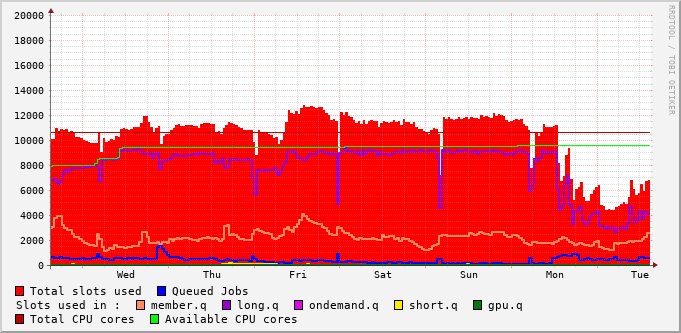 RRDTOOL / TOBI OETIKER
20000
18000
16000
14000
12000
10000
8000
6000
4000
2000
0
Wed Thu Fri Sat Sun Mon Tue
Total slots used Queued Jobs
Slots used in : member.q long.q ondemand.q short.q gpu.q
Total CPU cores Available CPU cores